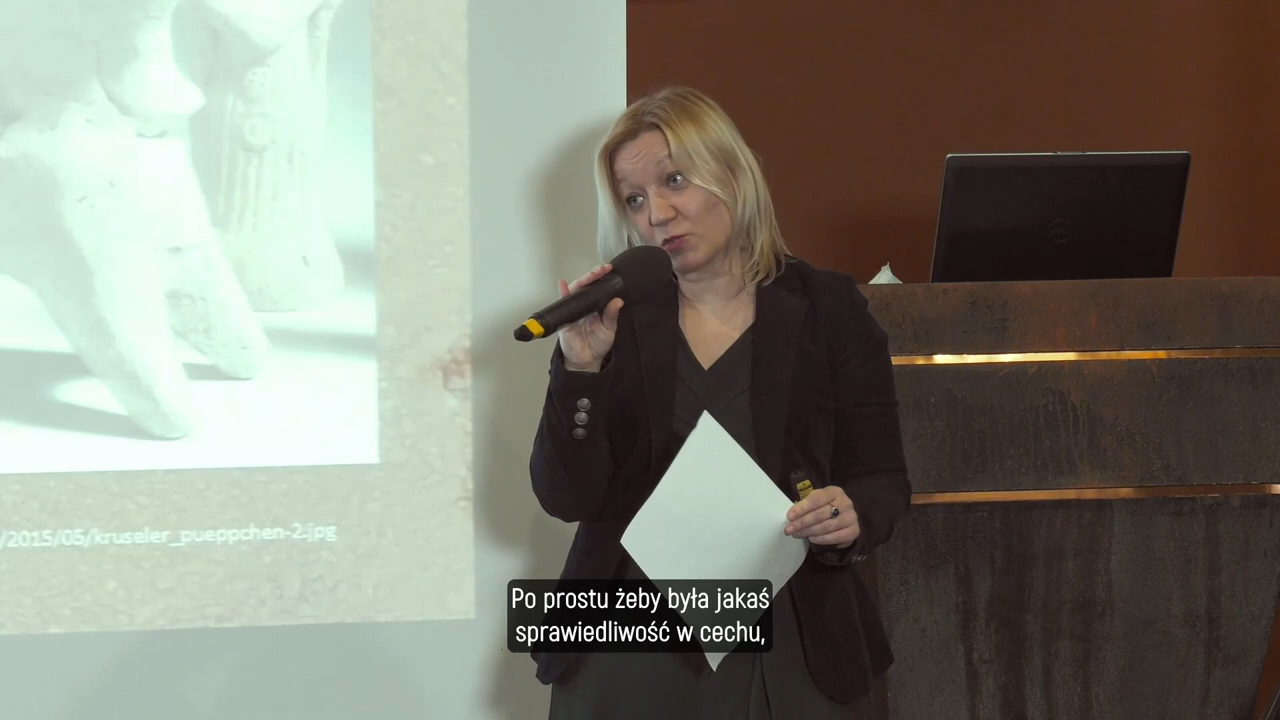 /2015/05/kruseler_pueppchen-2.jpg
Po prostu żeby była jakaś
sprawiedliwość w cechu,